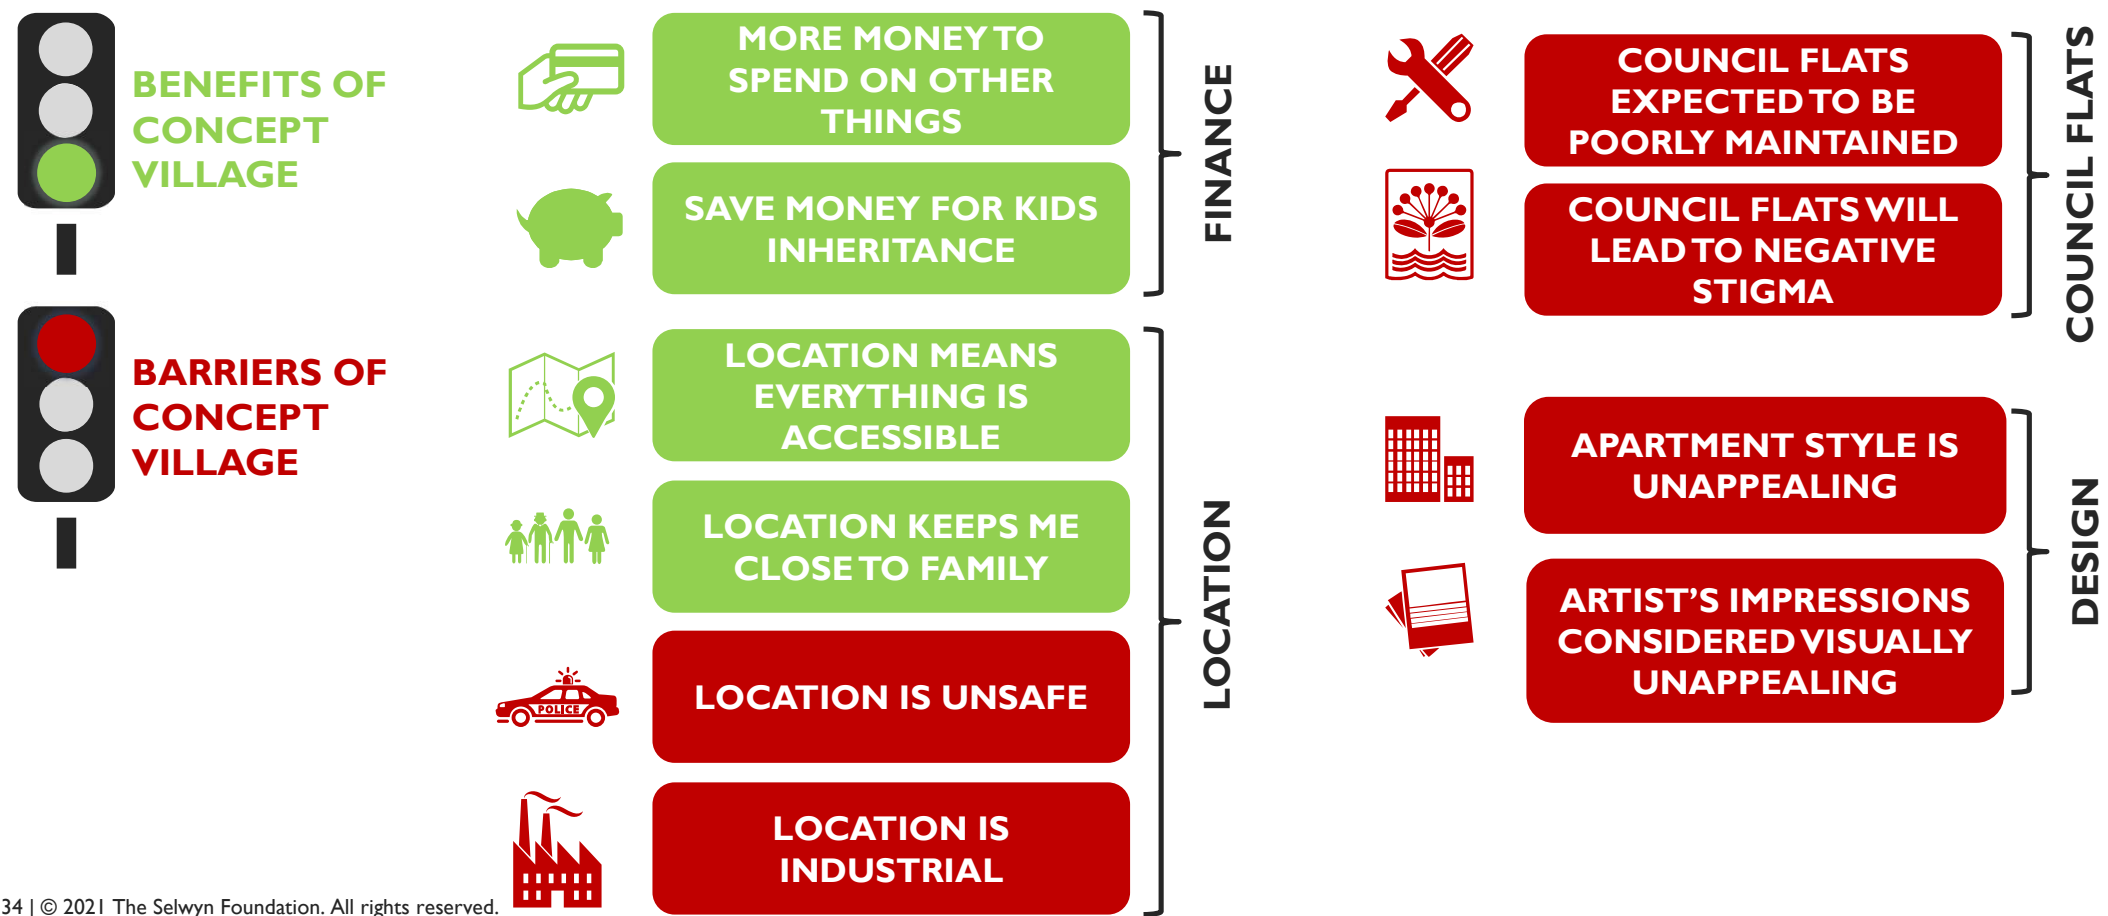 BENEFITS OF
CONCEPT
VILLAGE
BARRIERS OF
CONCEPT
VILLAGE
MORE MONEY TO
SPEND ON OTHER
THINGS
SAVE MONEY FOR KIDS
INHERITANCE
FINANCE
LOCATION MEANS
EVERYTHING IS
ACCESSIBLE
LOCATION KEEPS ME
CLOSE TO FAMILY
POLICE
LOCATION IS UNSAFE
LOCATION IS
INDUSTRIAL
LOCATION
COUNCIL FLATS
EXPECTED TO BE
POORLY MAINTAINED
COUNCIL FLATS WILL
LEAD TO NEGATIVE
STIGMA
COUNCIL FLATS
APARTMENT STYLE IS
UNAPPEALING
ARTIST’S IMPRESSIONS
CONSIDERED VISUALLY
UNAPPEALING
DESIGN
34 | © 2021 The Selwyn Foundation. All rights reserved.